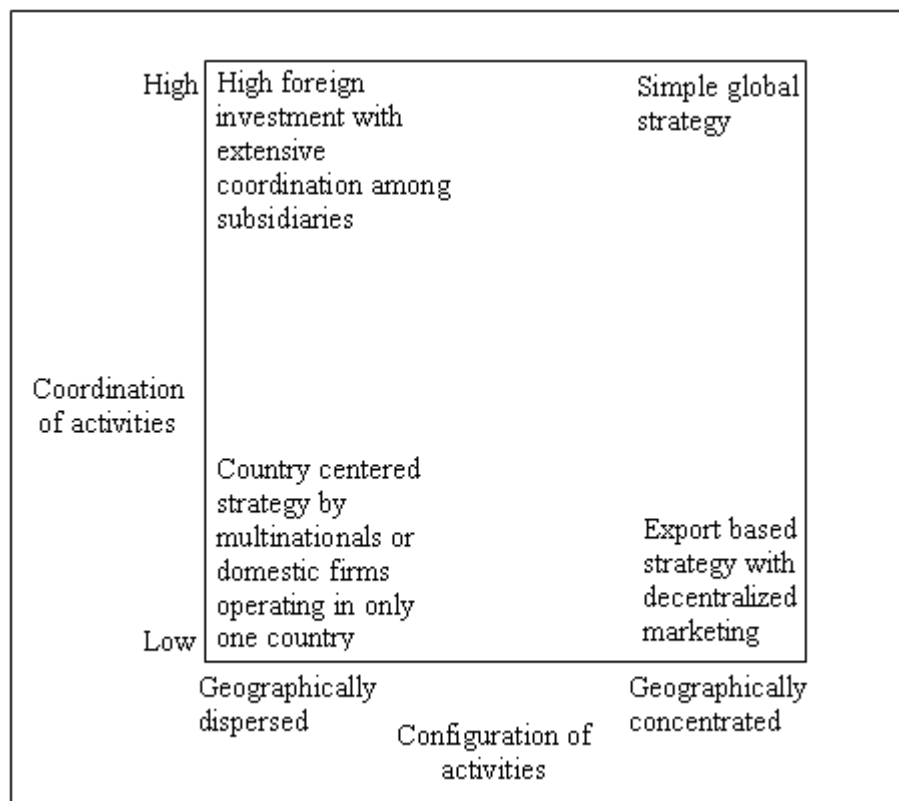 High
High foreign
investment with
extensive
coordination among
subsidiaries
Simple global
strategy
Coordination
of activities
Country centered
strategy by
multinationals or
domestic firms
operating in only
one country
Export based
strategy with
decentralized
marketing
Low
Geographically
dispersed
Geographically
concentrated
Configuration of
activities